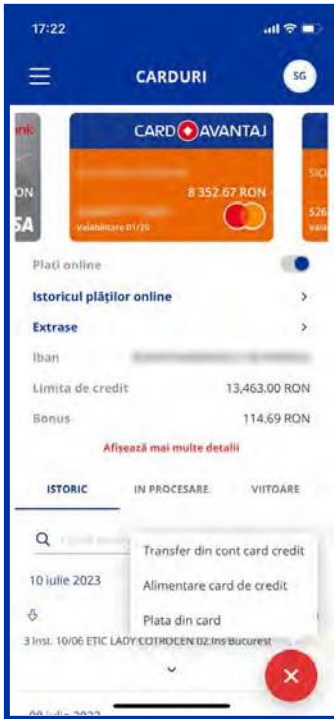 17:22
CARDURI
SG
CARD AVANTAJ
8 352.67 RON
Valabilitate 01/26
Plati online
Istoricul plăților online
Extrase
Iban
Limita de credit 13,463.00 RON
Bonus 114.69 RON
Afișează mai multe detalii
ISTORIC IN PROCESARE VIITOARE
Transfer din cont card credit
10 iulie 2023
Alimentare card de credit
Plata din card
3 Inst. 10/06 ETIC LADY COTROCEN 02.Ins Bucurest